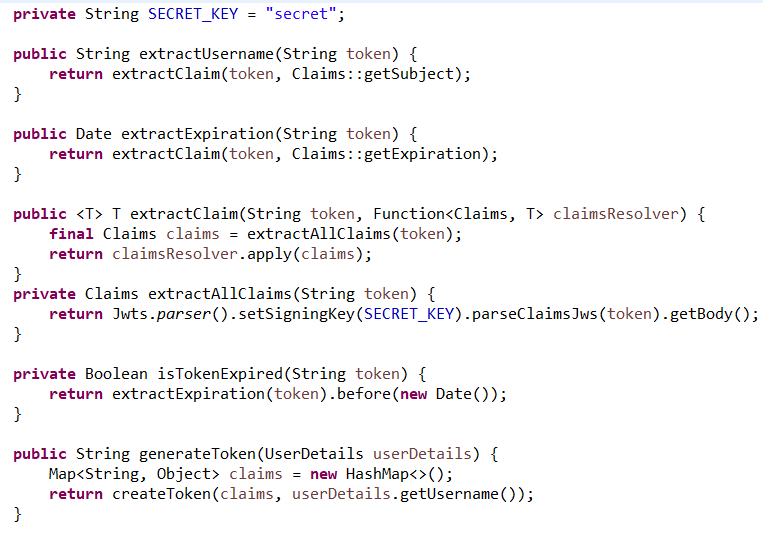 private String SECRET_KEY = "secret";
public String extractUsername(String token) {
return extractClaim(token, Claims::getSubject);
}
public Date extractExpiration(String token) {
return extractClaim(token, Claims::getExpiration);
}
public <T> T extractClaim(String token, Function<Claims, T> claimsResolver) {
final Claims claims = extractAllClaims(token);
return claimsResolver.apply(claims);
}
private Claims extractAllClaims(String token) {
return Jwts.parser().setSigningKey(SECRET_KEY).parseClaimsJws(token).getBody();
}
private Boolean isTokenExpired(String token) {
return extractExpiration(token).before(new Date());
}
public String generateToken(UserDetails userDetails) {
Map<String, Object> claims = new HashMap<>();
return createToken(claims, userDetails.getUsername());
}